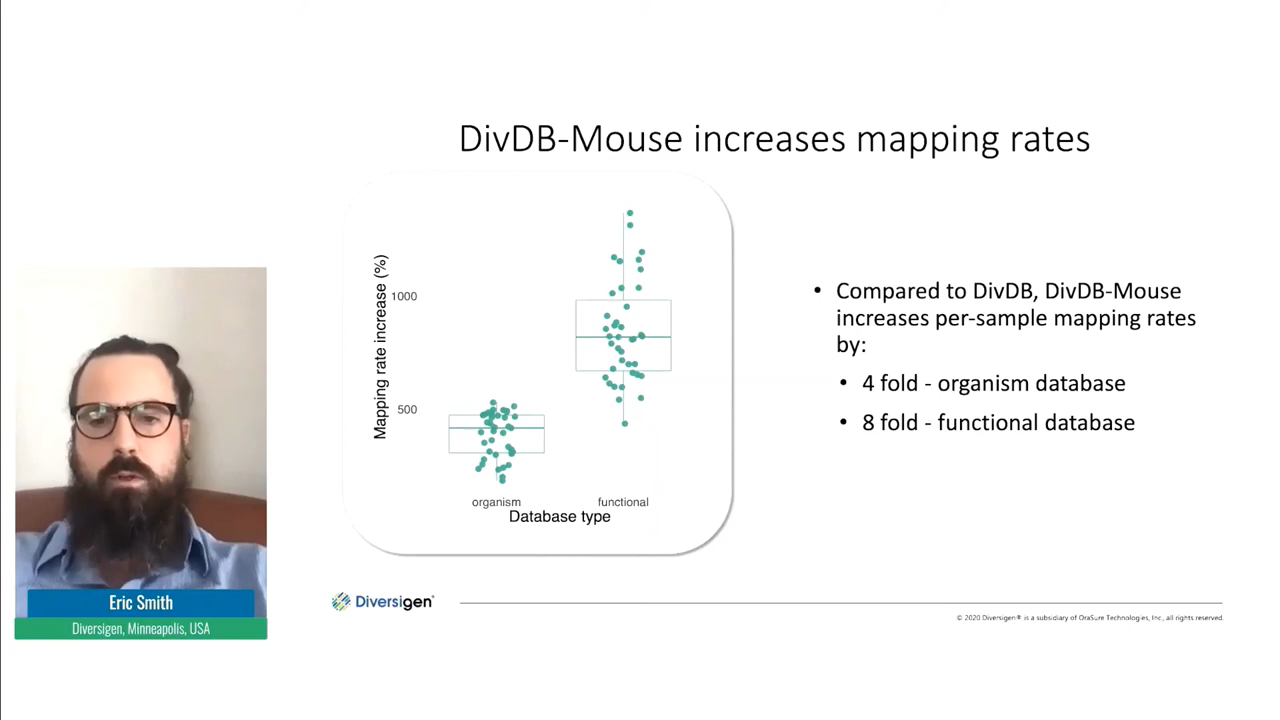 DivDB-Mouse increases mapping rates
Mapping rate increase (%)
1000
500
organism
functional
Database type
• Compared to DivDB, DivDB-Mouse
increases per-sample mapping rates
by:
• 4 fold - organism database
• 8 fold - functional database
Eric Smith
Diversigen, Minneapolis, USA
Diversigen®
© 2020 Diversigen® is a subsidiary of OraSure Technologies, Inc., all rights reserved.